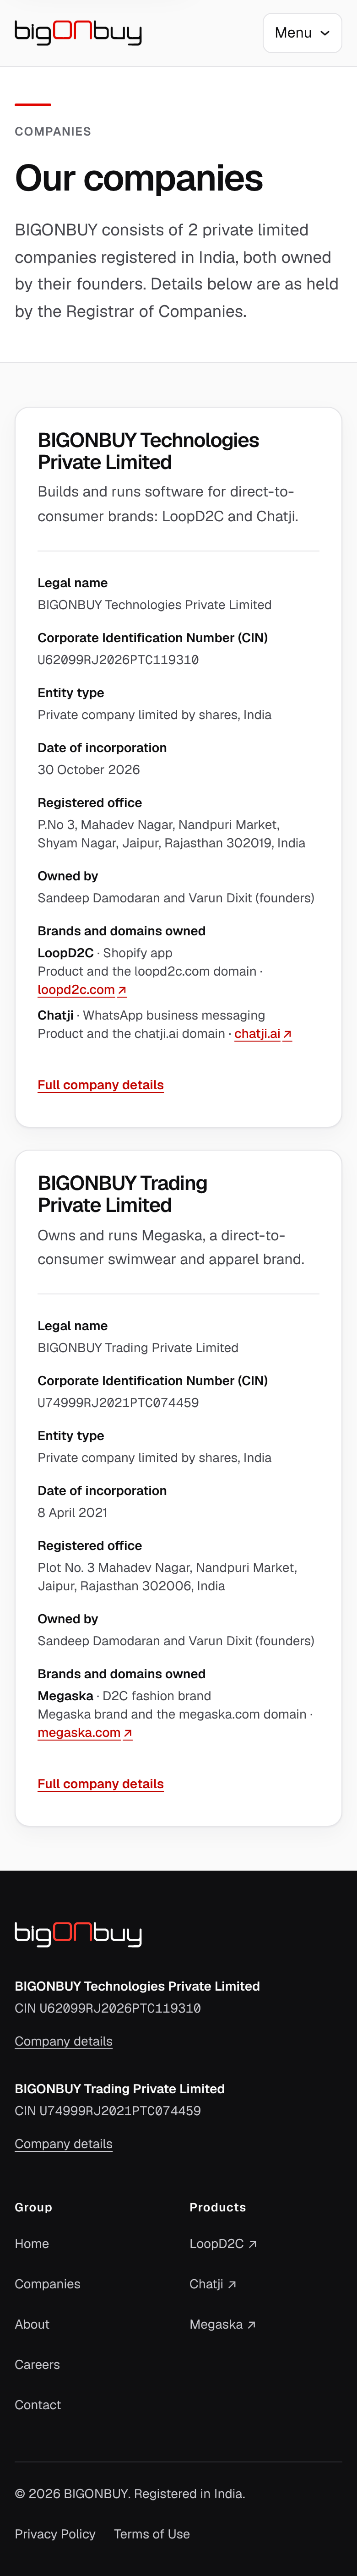 bigONbuy
Menu
COMPANIES
Our companies
BIGONBUY consists of 2 private limited
companies registered in India, both owned
by their founders. Details below are as held
by the Registrar of Companies.
BIGONBUY Technologies
Private Limited
Builds and runs software for direct-to-
consumer brands: LoopD2C and Chatji.
Legal name
BIGONBUY Technologies Private Limited
Corporate Identification Number (CIN)
U62099RJ2026PTC119310
Entity type
Private company limited by shares, India
Date of incorporation
30 October 2026
Registered office
P.No 3, Mahadev Nagar, Nandpuri Market,
Shyam Nagar, Jaipur, Rajasthan 302019, India
Owned by
Sandeep Damodaran and Varun Dixit (founders)
Brands and domains owned
LoopD2C · Shopify app
Product and the loopd2c.com domain ·
loopd2c.com ↗
Chatji · WhatsApp business messaging
Product and the chatji.ai domain · chatji.ai ↗
Full company details
BIGONBUY Trading
Private Limited
Owns and runs Megaska, a direct-to-
consumer swimwear and apparel brand.
Legal name
BIGONBUY Trading Private Limited
Corporate Identification Number (CIN)
U74999RJ2021PTC074459
Entity type
Private company limited by shares, India
Date of incorporation
8 April 2021
Registered office
Plot No. 3 Mahadev Nagar, Nandpuri Market,
Jaipur, Rajasthan 302006, India
Owned by
Sandeep Damodaran and Varun Dixit (founders)
Brands and domains owned
Megaska · D2C fashion brand
Megaska brand and the megaska.com domain ·
megaska.com ↗
Full company details
bigONbuy
BIGONBUY Technologies Private Limited
CIN U62099RJ2026PTC119310
Company details
BIGONBUY Trading Private Limited
CIN U74999RJ2021PTC074459
Company details
Group
Home
Companies
About
Careers
Contact
Products
LoopD2C ↗
Chatji ↗
Megaska ↗
© 2026 BIGONBUY. Registered in India.
Privacy Policy Terms of Use